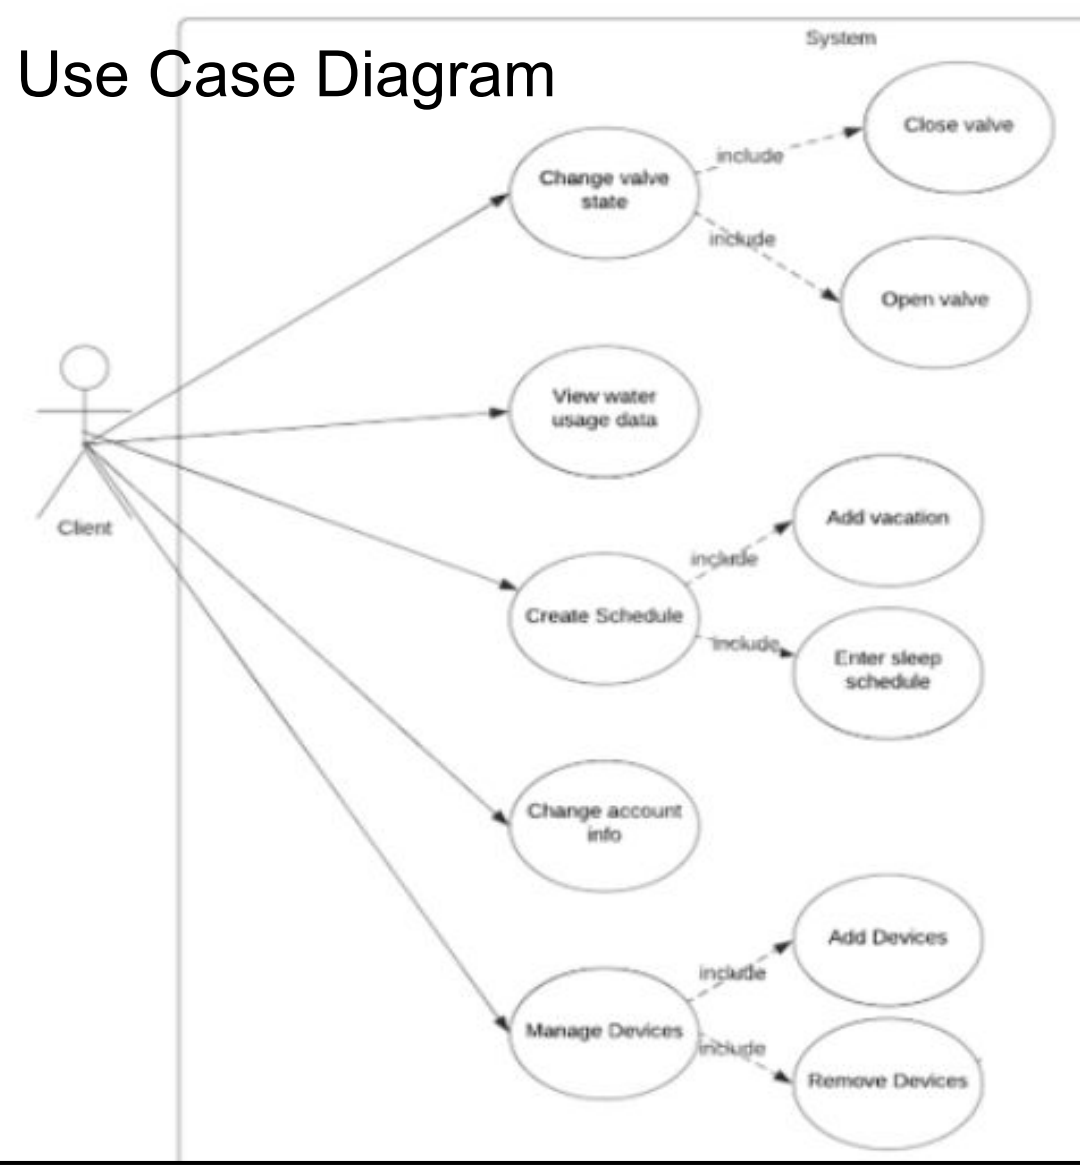 Use Case Diagram
System
Close valve
include
Change valve
state
include
Open valve
View water
usage data
Client
Add vacation
include
Create Schedule
include
Enter sleep
schedule
Change account
info
Add Devices
include
Manage Devices
include
Remove Devices